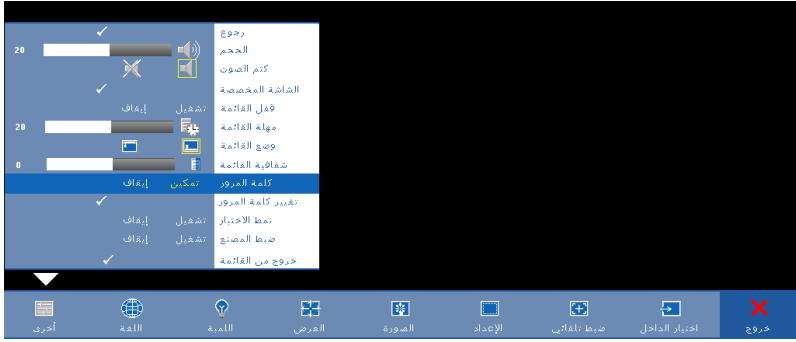 رجوع
الحجم 20
كتم الصوت
الشاشة المخصصة
قفل القائمة تشغيل إيقاف
مهلة القائمة 20
وضع القائمة
شفافية القائمة 0
كلمة المرور تمكين إيقاف
تغيير كلمة المرور
نمط الاختبار تشغيل إيقاف
ضبط المصنع تشغيل إيقاف
خروج من القائمة
خروج اختيار الداخل ضبط تلقائي الإعداد الصورة العرض اللمبة اللغة أخرى